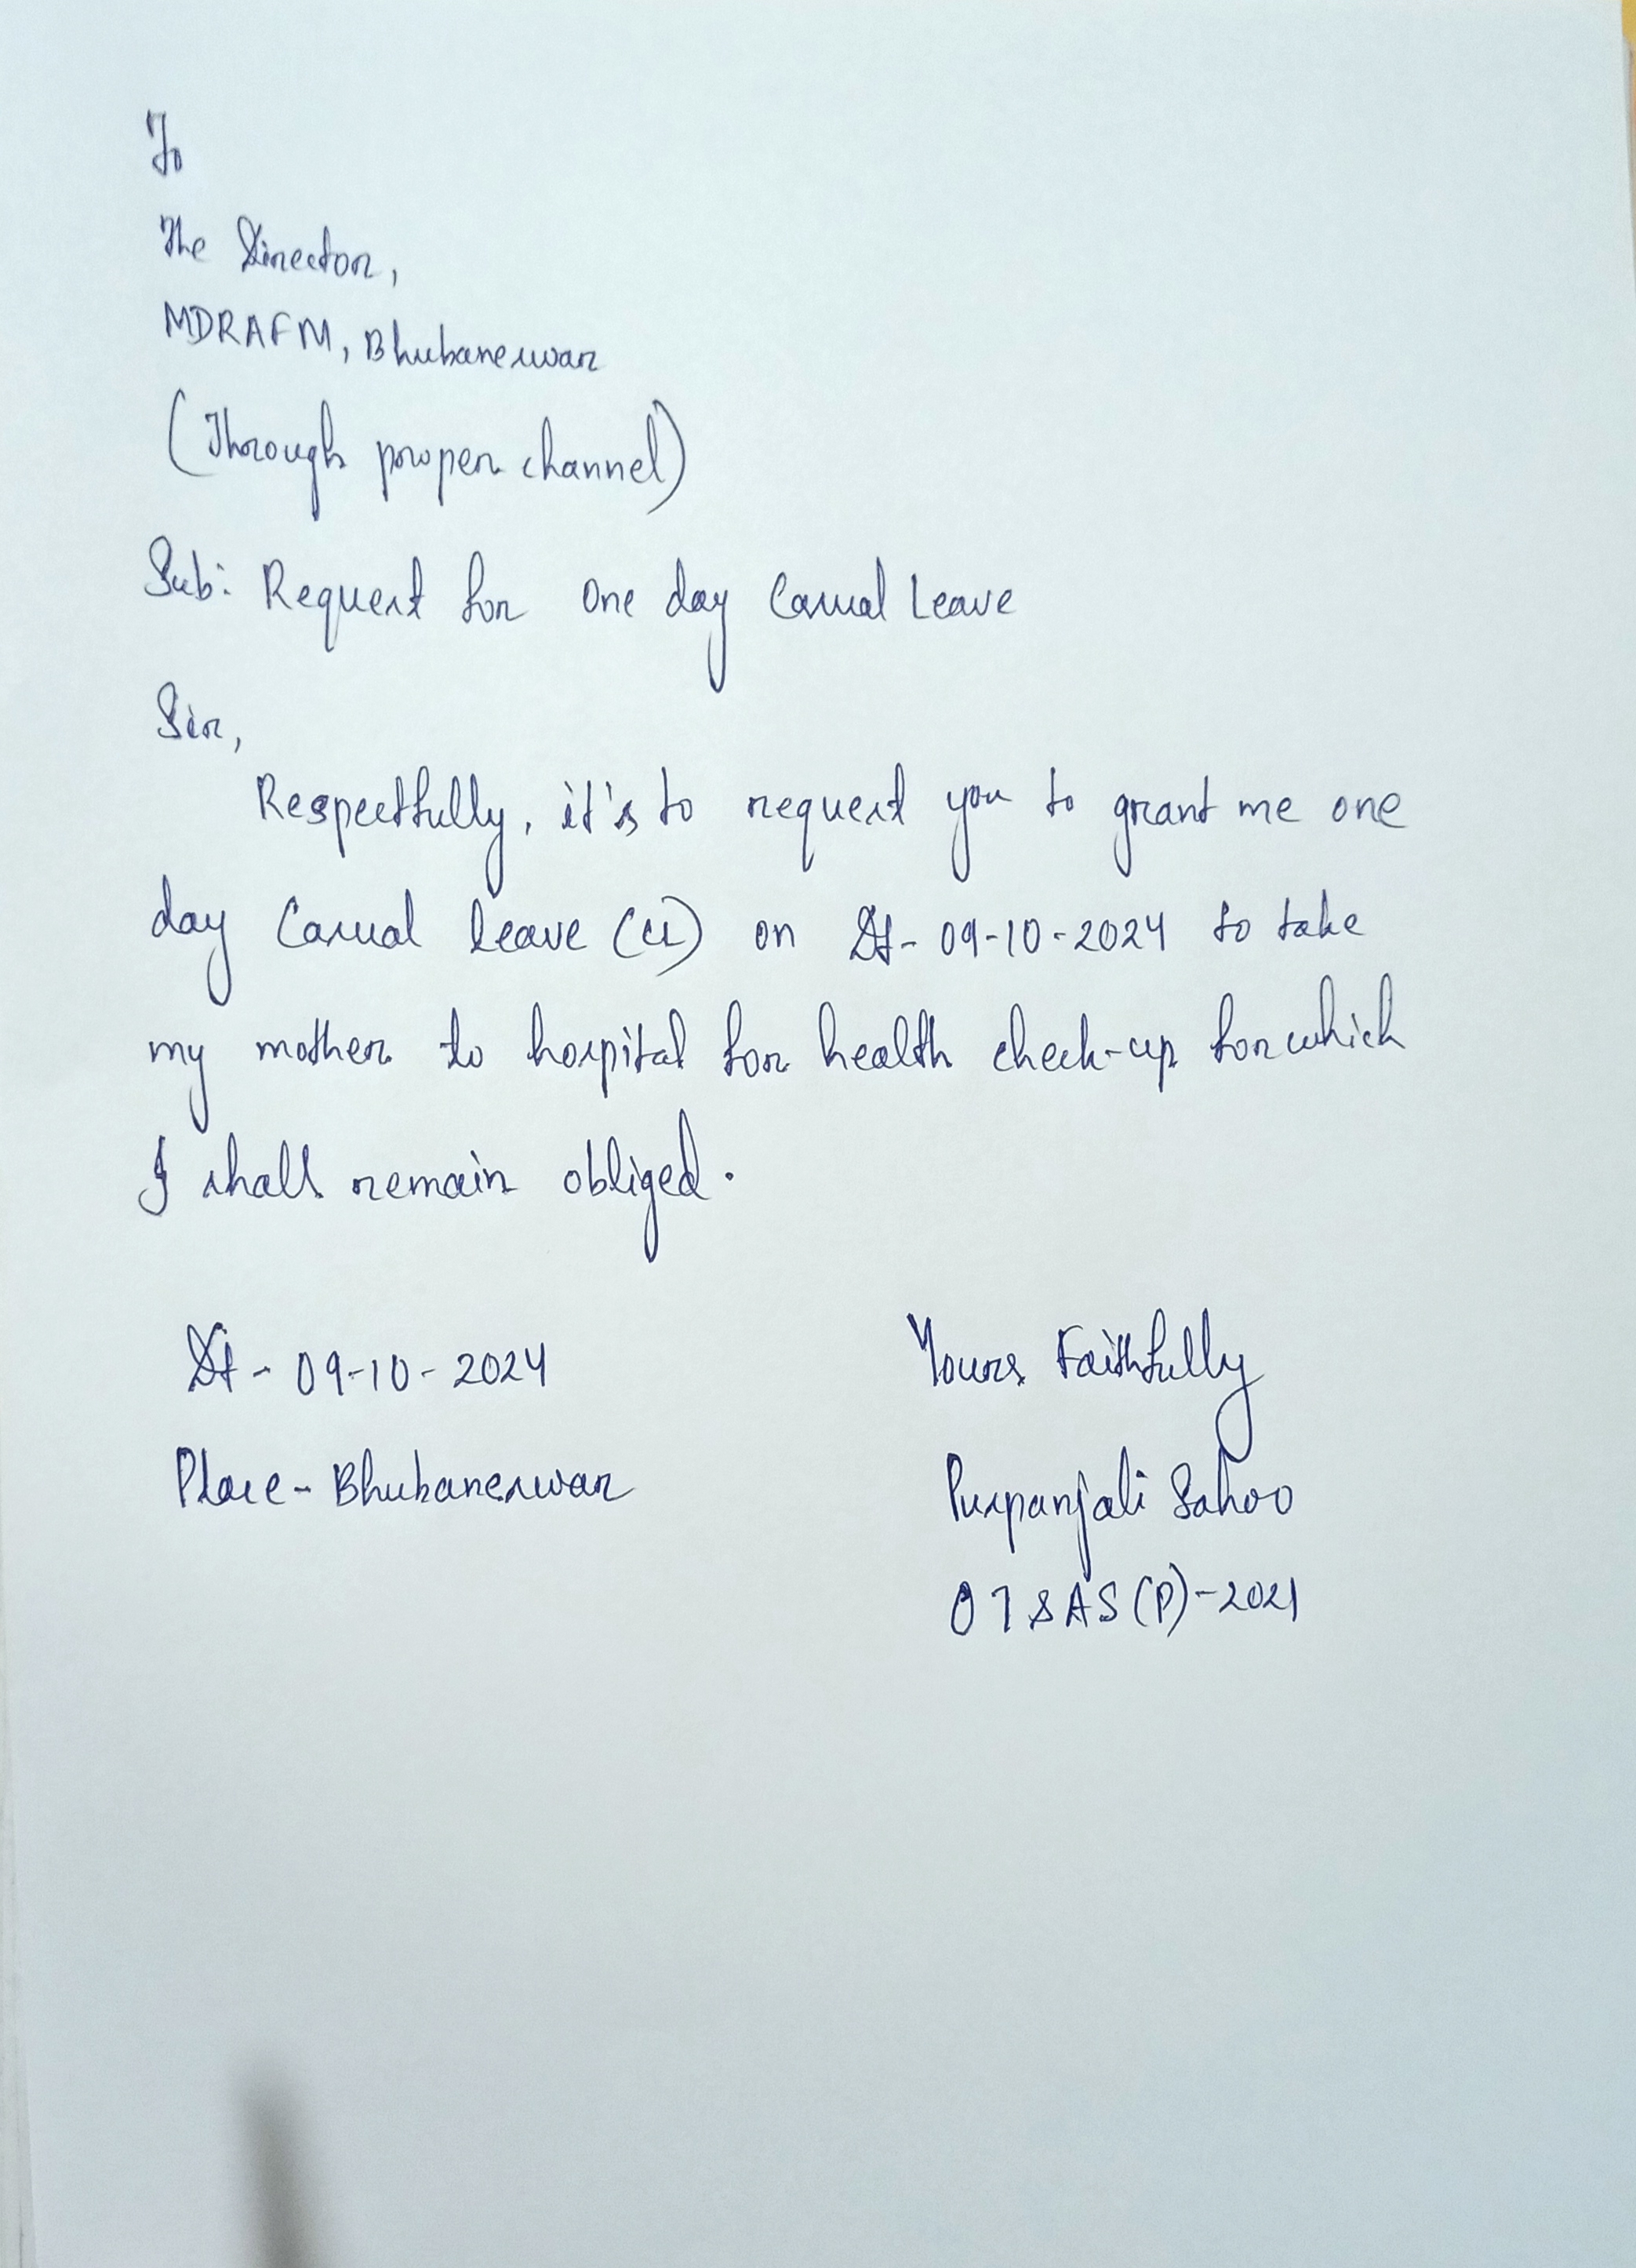 To
The Director,
MDRAFM, Bhubaneswar
(Through proper channel)
Sub: Request for One day Casual Leave
Sir,
Respectfully, it's to request you to grant me one
day Casual leave (CL) on Dt- 09-10-2024 to take
my mother to hospital for health check-up for which
I shall remain obliged.
Dt - 09-10-2024
Yours Faithfully
Place - Bhubaneswar
Puspanjali Sahoo
OT SAS (P) - 2021